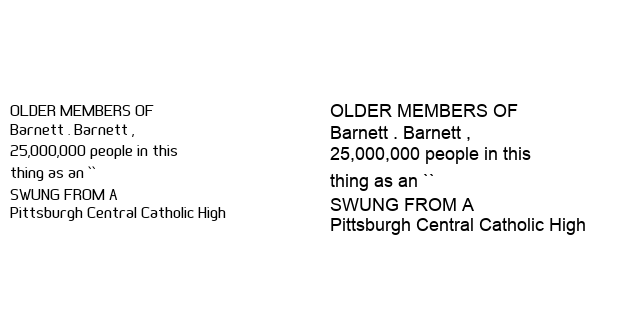 OLDER MEMBERS OF
Barnett . Barnett ,
25,000,000 people in this
thing as an ``
SWUNG FROM A
Pittsburgh Central Catholic High
OLDER MEMBERS OF
Barnett . Barnett ,
25,000,000 people in this
thing as an ``
SWUNG FROM A
Pittsburgh Central Catholic High